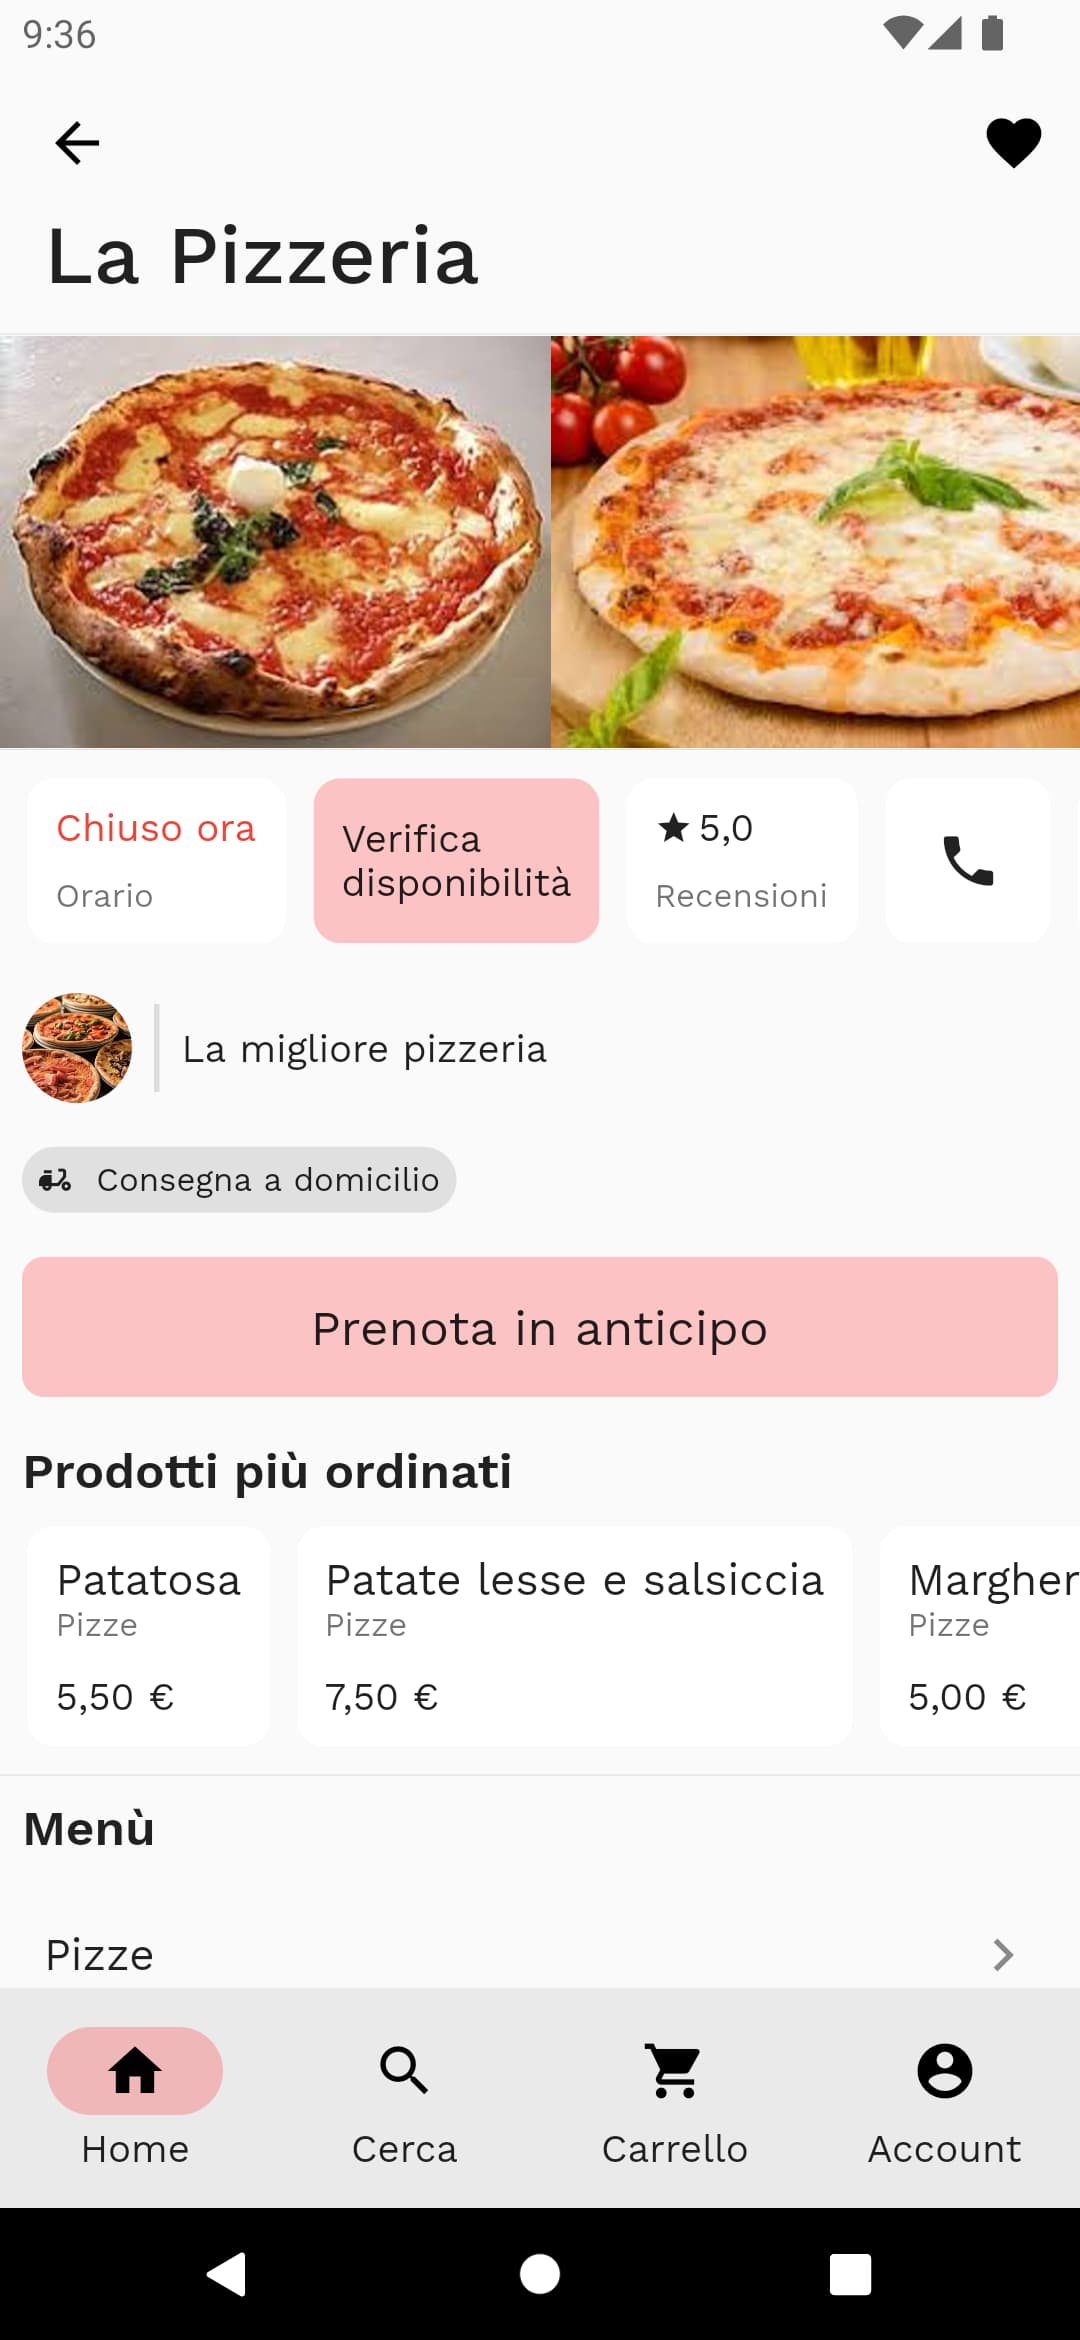 9:36
La Pizzeria
Chiuso ora
Orario
Verifica
disponibilità
5,0
Recensioni
La migliore pizzeria
Consegna a domicilio
Prenota in anticipo
Prodotti più ordinati
Patatosa
Pizze
5,50 €
Patate lesse e salsiccia
Pizze
7,50 €
Margher
Pizze
5,00 €
Menù
Pizze
Home
Cerca
Carrello
Account